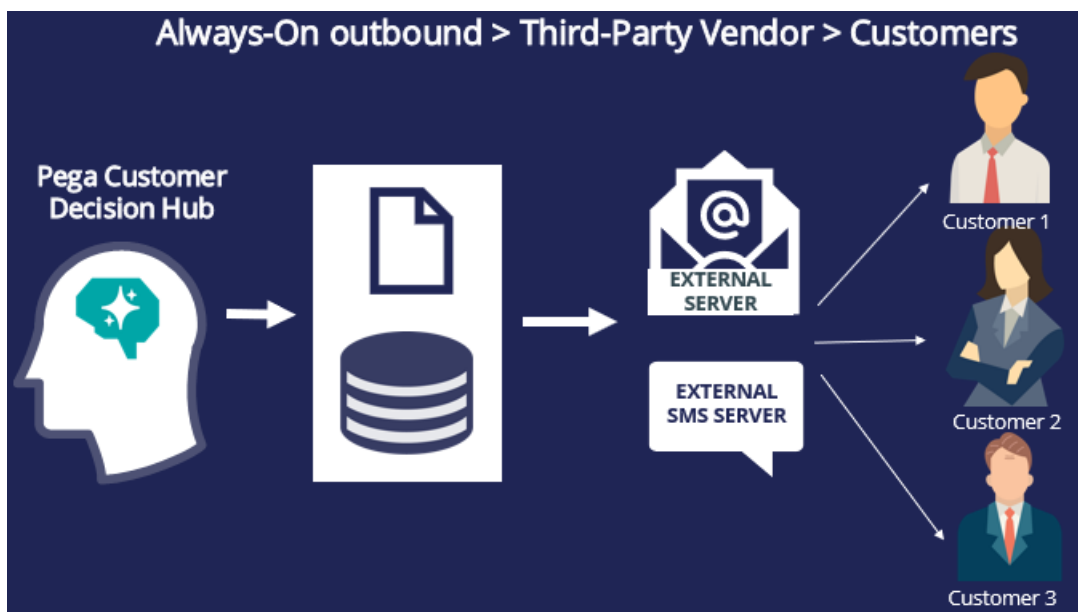 Always-On outbound > Third-Party Vendor > Customers
Pega Customer
Decision Hub
@
EXTERNAL
SERVER
EXTERNAL
SMS SERVER
Customer 1
Customer 2
Customer 3